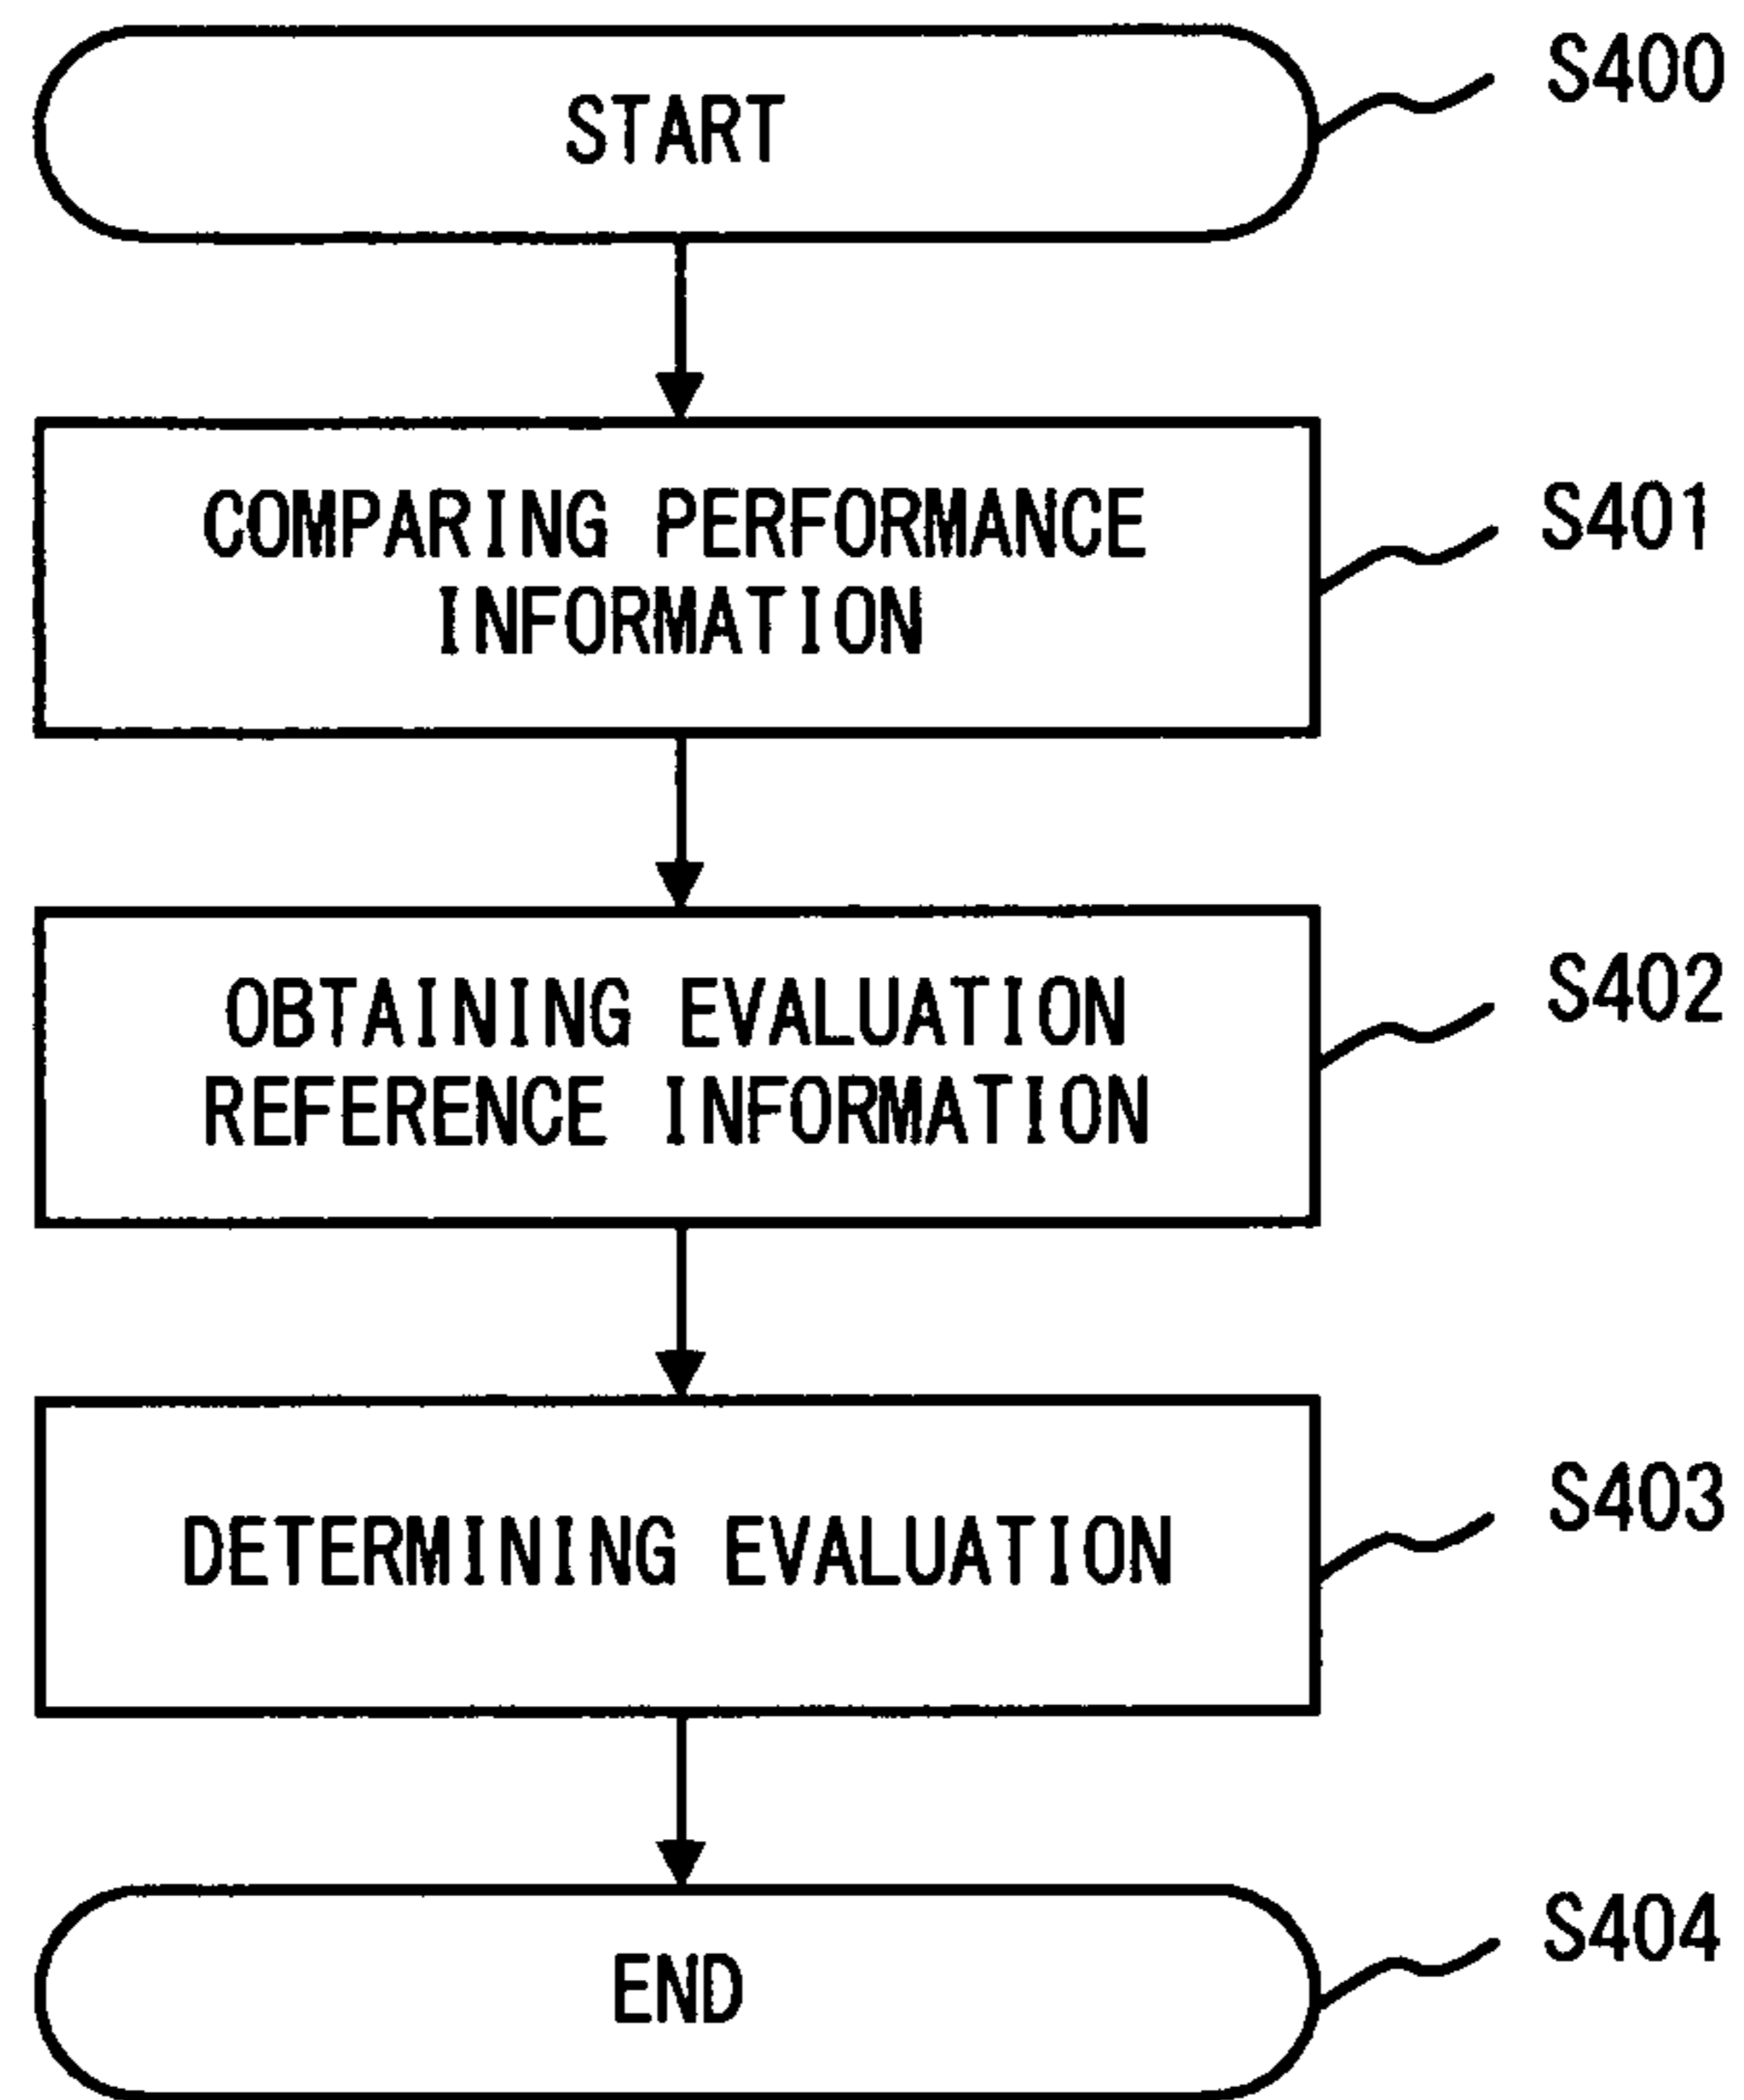 START
S400
COMPARING PERFORMANCE
INFORMATION
S401
OBTAINING EVALUATION
REFERENCE INFORMATION
S402
DETERMINING EVALUATION
S403
END
S404